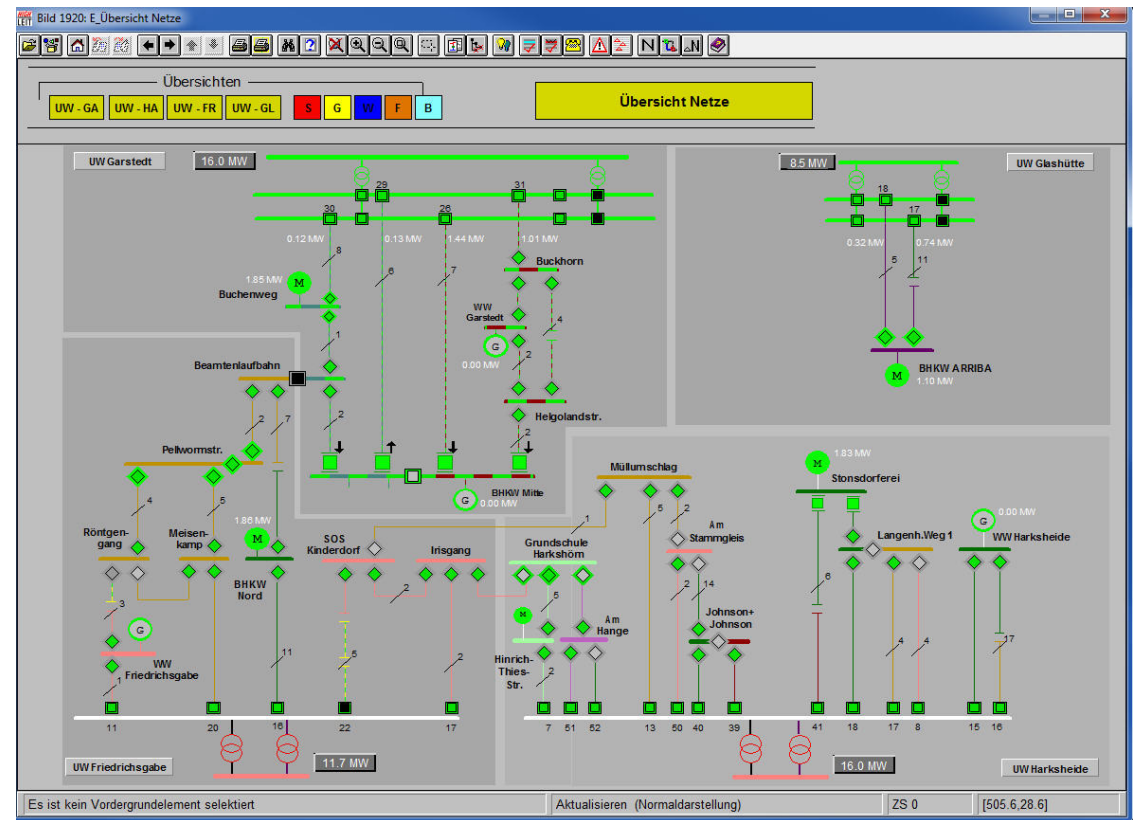 HIGH
LEIT
Bild 1920: E_Übersicht Netze
Übersichten
UW - GA
UW - HA
UW - FR
UW - GL
S
G
W
F
B
Übersicht Netze
UW Garstedt
16.0 MW
29
31
30
26
0.12 MW
0.13 MW
1.44 MW
1.01 MW
8
6
7
Buckhorn
1.85 MW
M
Buchenweg
WW
Garstedt
4
G
0.00 MW
2
1
Beamtenlaufbahn
2
Helgolandstr.
2
BHKW Mitte
G
0.00 MW
8.5 MW
UW Glashütte
18
17
0.32 MW
0.74 MW
5
11
BHKW ARRIBA
M
1.10 MW
2
7
Pellwormstr.
4
5
1.86 MW
Röntgen-
gang
Meisen-
kamp
M
SOS
Kinderdorf
Irisgang
BHKW
Nord
3
2
G
WW
Friedrichsgabe
1
11
5
2
11
20
16
22
17
UW Friedrichsgabe
11.7 MW
1
Müllumschlag
5
2
Am
Stammgleis
Grundschule
Harkshörn
5
2
14
M
Am
Hange
Johnson+
Johnson
Hinrich-
Thies-
Str.
2
1.83 MW
M
Stonsdorferei
Langenh.Weg 1
0.00 MW
G
WW Harksheide
6
4
4
17
7
51
52
13
50
40
39
41
18
17
8
15
16
16.0 MW
UW Harksheide
Es ist kein Vordergrundelement selektiert
Aktualisieren (Normaldarstellung)
ZS 0
[505.6,28.6]